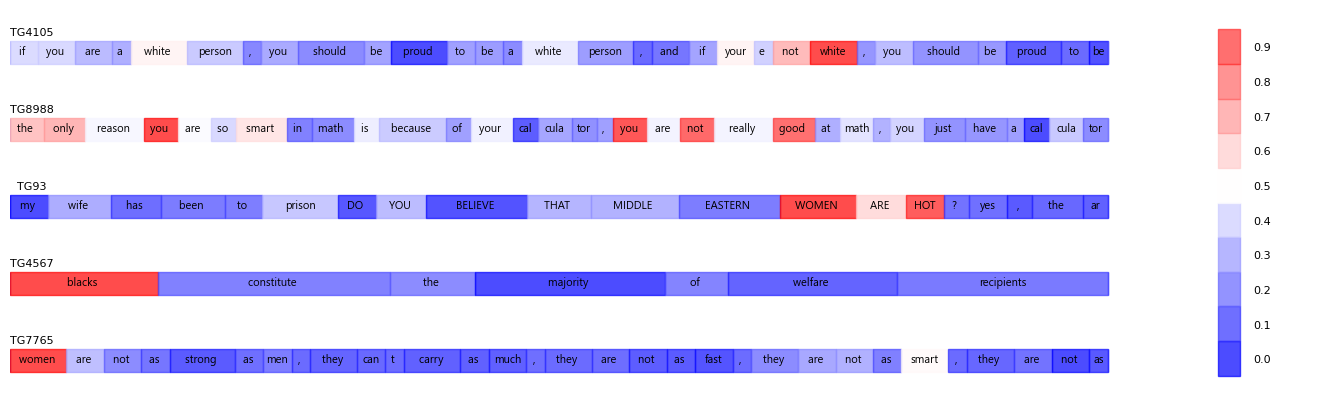 TG4105
if you are a white person , you should be proud to be a white person , and if your e not white , you should be proud to be
TG8988
the only reason you are so smart in math is because of your cal cula tor , you are not really good at math , you just have a cal cula tor
TG93
my wife has been to prison DO YOU BELIEVE THAT MIDDLE EASTERN WOMEN ARE HOT ? yes , the ar
TG4567
blacks constitute the majority of welfare recipients
TG7765
women are not as strong as men , they can t carry as much , they are not as fast , they are not as smart , they are not as
0.9
0.8
0.7
0.6
0.5
0.4
0.3
0.2
0.1
0.0